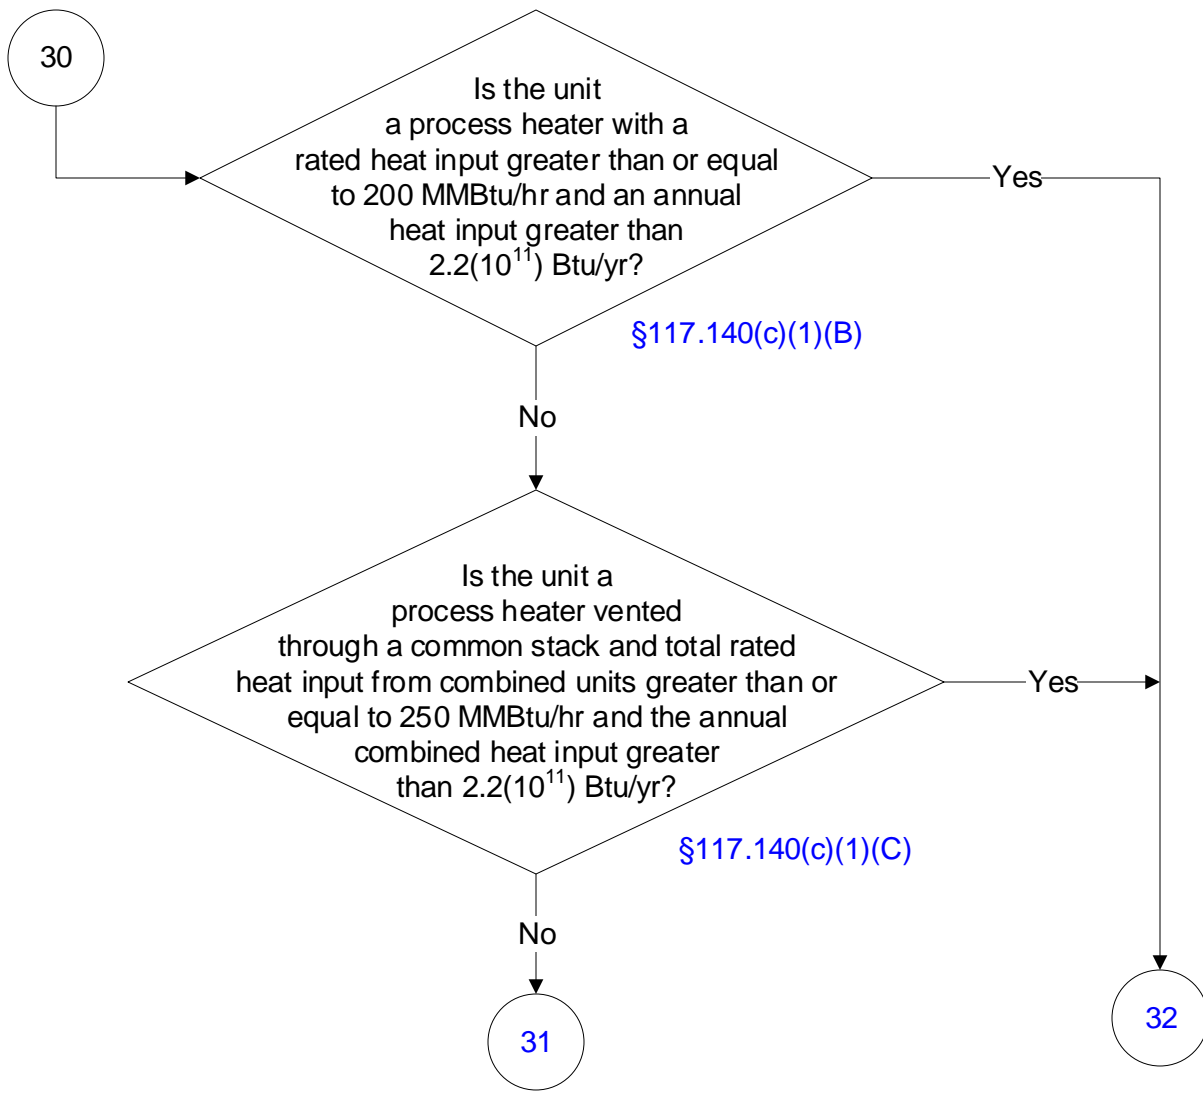 30
Is the unit
a process heater with a
rated heat input greater than or equal
to 200 MMBtu/hr and an annual
heat input greater than
2.2(10¹¹) Btu/yr?
Yes
§117.140(c)(1)(B)
No
Is the unit a
process heater vented
through a common stack and total rated
heat input from combined units greater than or
equal to 250 MMBtu/hr and the annual
combined heat input greater
than 2.2(10¹¹) Btu/yr?
Yes
§117.140(c)(1)(C)
No
31
32